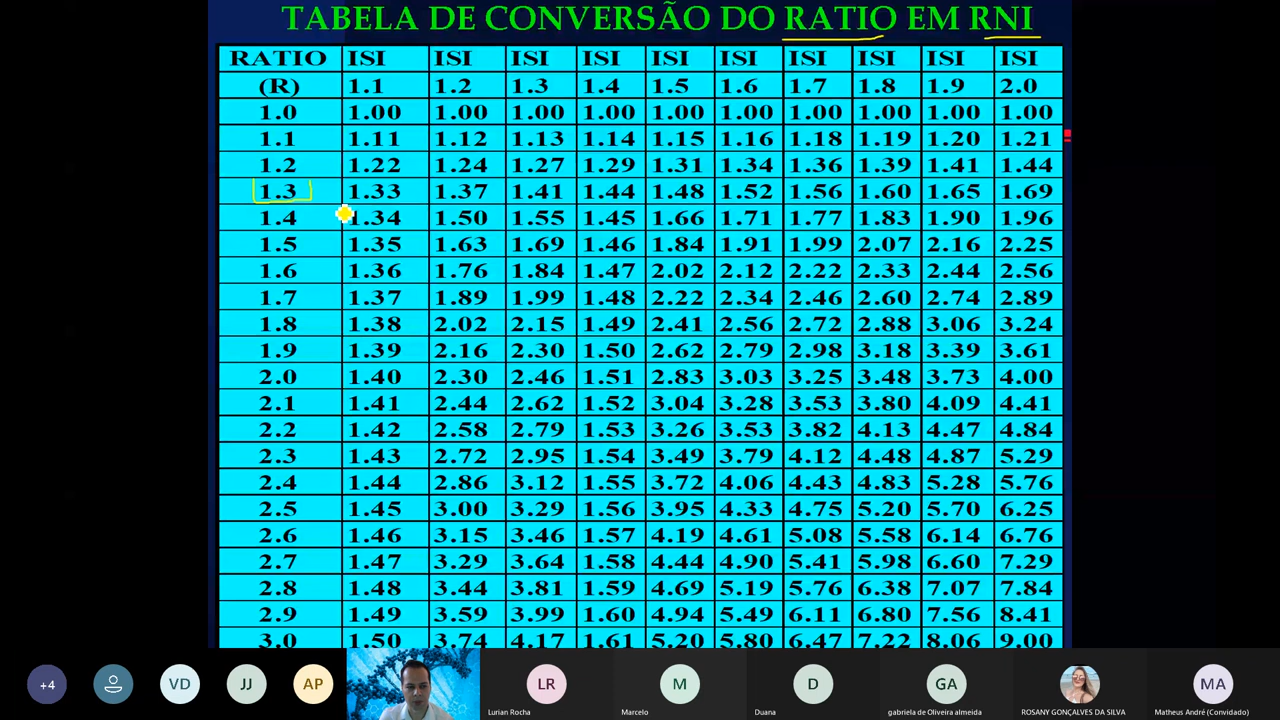 TABELA DE CONVERSÃO DO RATIO EM RNI
RATIO ISI ISI ISI ISI ISI ISI ISI ISI ISI ISI
(R) 1.1 1.2 1.3 1.4 1.5 1.6 1.7 1.8 1.9 2.0
1.0 1.00 1.00 1.00 1.00 1.00 1.00 1.00 1.00 1.00 1.00
1.1 1.11 1.12 1.13 1.14 1.15 1.16 1.18 1.19 1.20 1.21
1.2 1.22 1.24 1.27 1.29 1.31 1.34 1.36 1.39 1.41 1.44
1.3 1.33 1.37 1.41 1.44 1.48 1.52 1.56 1.60 1.65 1.69
1.4 1.34 1.50 1.55 1.45 1.66 1.71 1.77 1.83 1.90 1.96
1.5 1.35 1.63 1.69 1.46 1.84 1.91 1.99 2.07 2.16 2.25
1.6 1.36 1.76 1.84 1.47 2.02 2.12 2.22 2.33 2.44 2.56
1.7 1.37 1.89 1.99 1.48 2.22 2.34 2.46 2.60 2.74 2.89
1.8 1.38 2.02 2.15 1.49 2.41 2.56 2.72 2.88 3.06 3.24
1.9 1.39 2.16 2.30 1.50 2.62 2.79 2.98 3.18 3.39 3.61
2.0 1.40 2.30 2.46 1.51 2.83 3.03 3.25 3.48 3.73 4.00
2.1 1.41 2.44 2.62 1.52 3.04 3.28 3.53 3.80 4.09 4.41
2.2 1.42 2.58 2.79 1.53 3.26 3.53 3.82 4.13 4.47 4.84
2.3 1.43 2.72 2.95 1.54 3.49 3.79 4.12 4.48 4.87 5.29
2.4 1.44 2.86 3.12 1.55 3.72 4.06 4.43 4.83 5.28 5.76
2.5 1.45 3.00 3.29 1.56 3.95 4.33 4.75 5.20 5.70 6.25
2.6 1.46 3.15 3.46 1.57 4.19 4.61 5.08 5.58 6.14 6.76
2.7 1.47 3.29 3.64 1.58 4.44 4.90 5.41 5.98 6.60 7.29
2.8 1.48 3.44 3.81 1.59 4.69 5.19 5.76 6.38 7.07 7.84
2.9 1.49 3.59 3.99 1.60 4.94 5.49 6.11 6.80 7.56 8.41
3.0 1.50 3.74 4.17 1.61 5.20 5.80 6.47 7.22 8.06 9.00
+4 VD JJ AP LR M D GA MA
Lurian Rocha Marcelo Duana gabriela de Oliveira almeida ROSANY GONÇALVES DA SILVA Matheus André (Convidado)